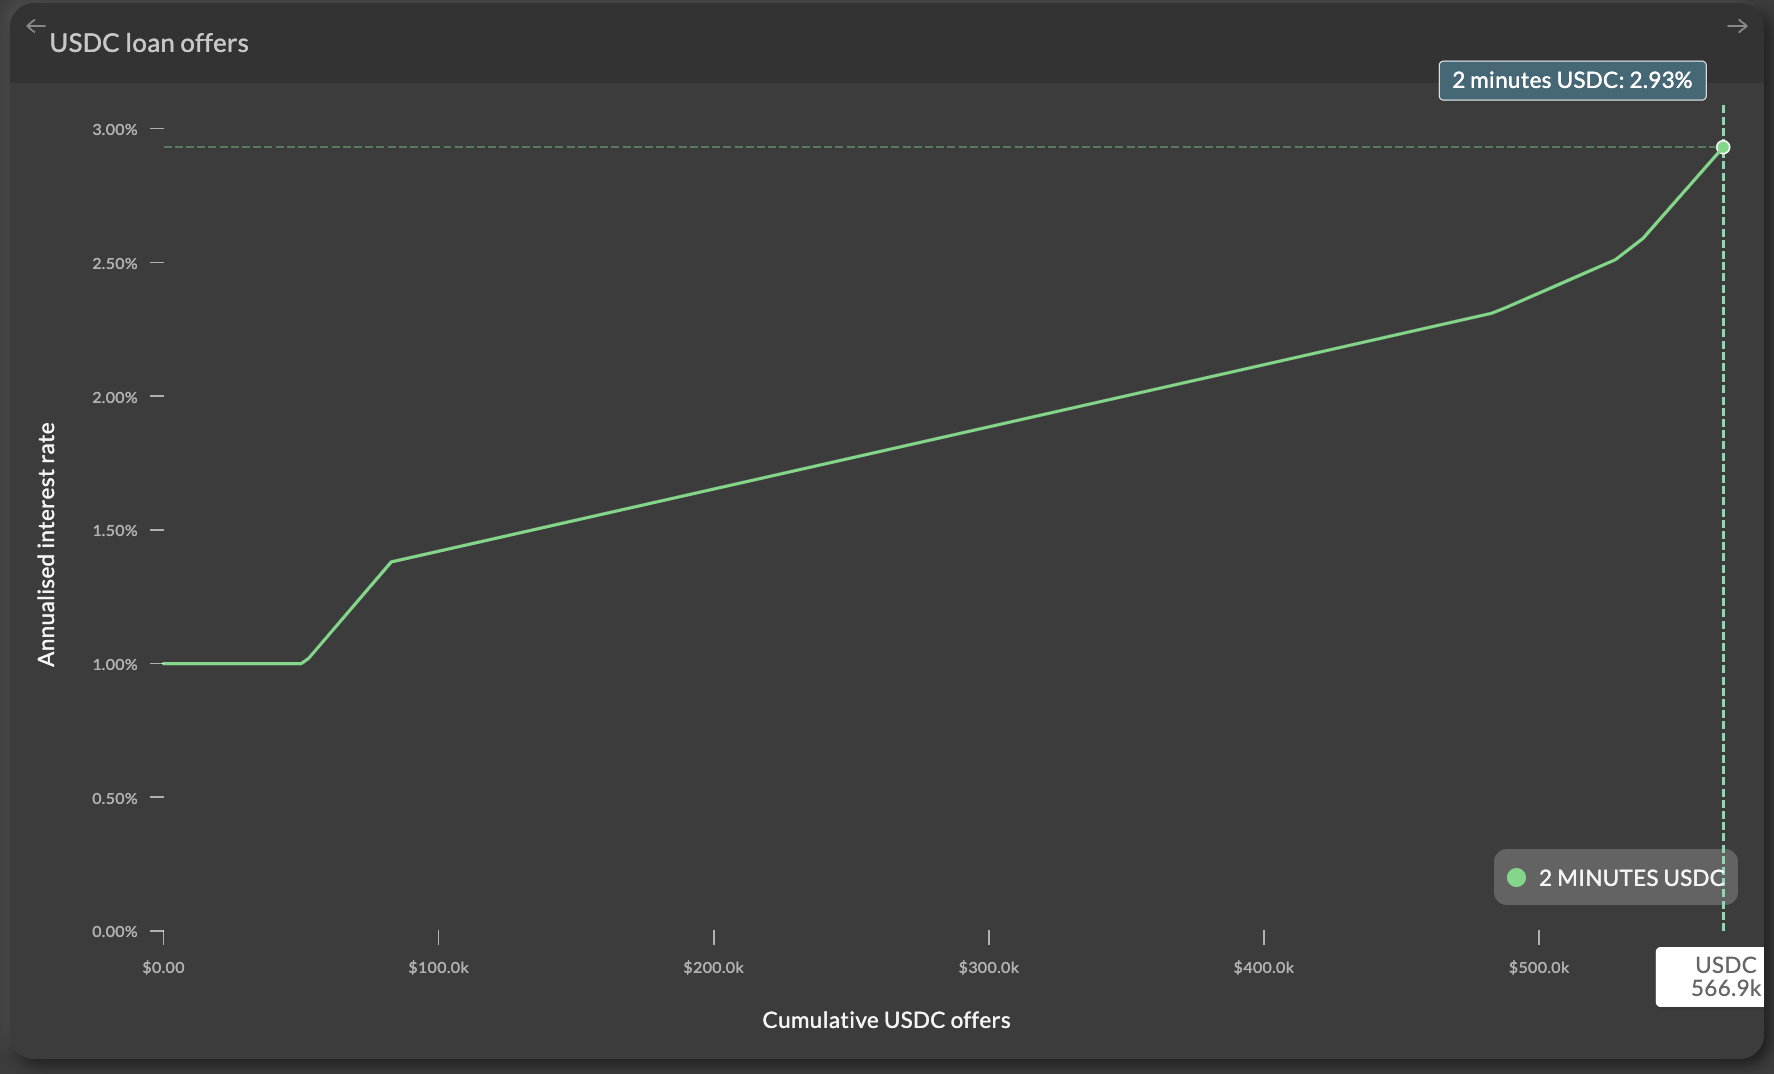 USDC loan offers
2 minutes USDC: 2.93%
3.00%
2.50%
2.00%
1.50%
1.00%
0.50%
0.00%
Annualised interest rate
2 MINUTES USDC
$0.00
$100.0k
$200.0k
$300.0k
$400.0k
$500.0k
USDC
566.9k
Cumulative USDC offers